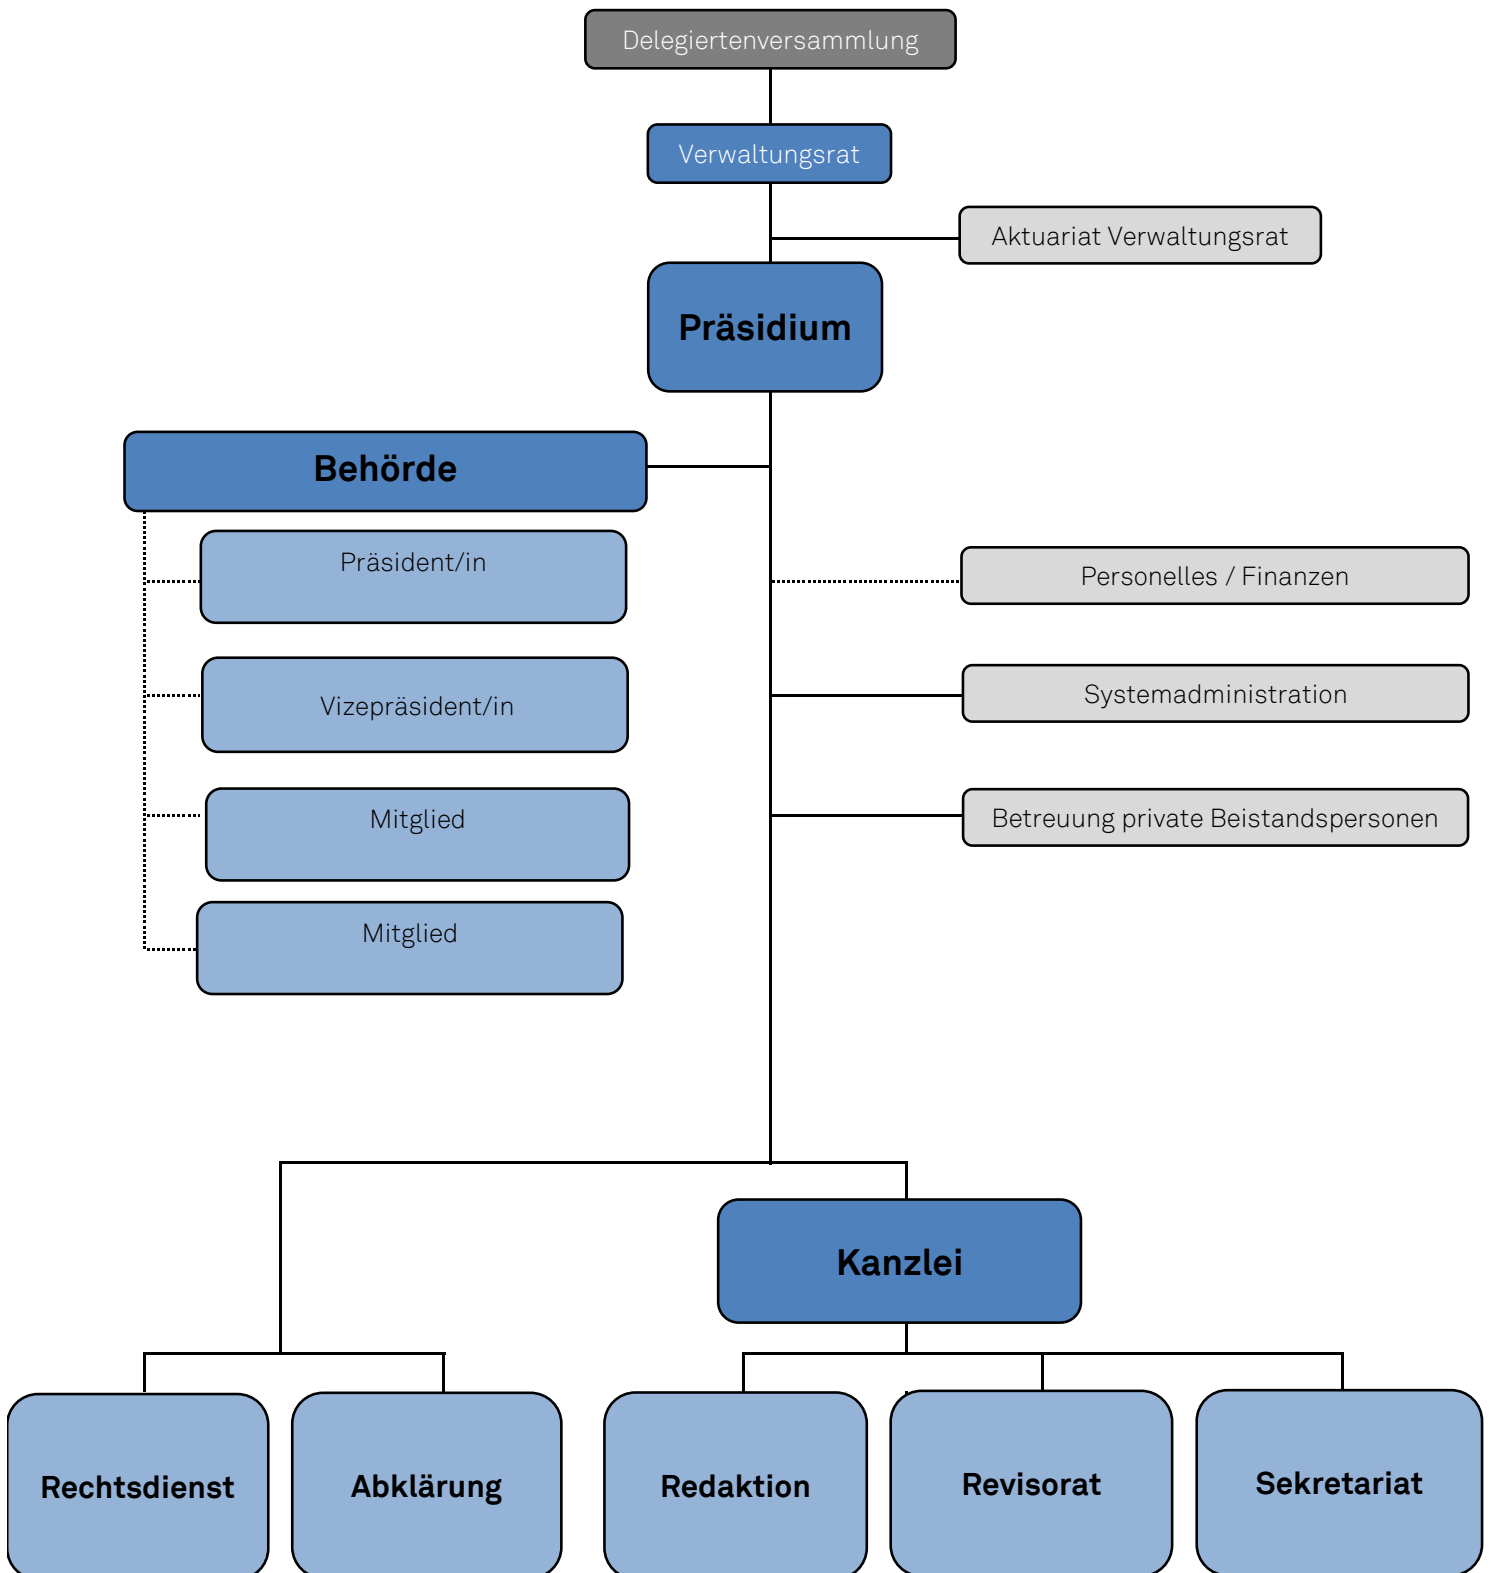 Delegiertenversammlung
Verwaltungsrat
Aktuariat Verwaltungsrat
Präsidium
Behörde
Präsident/in
Vizepräsident/in
Mitglied
Mitglied
Personelles / Finanzen
Systemadministration
Betreuung private Beistandspersonen
Kanzlei
Rechtsdienst
Abklärung
Redaktion
Revisorat
Sekretariat